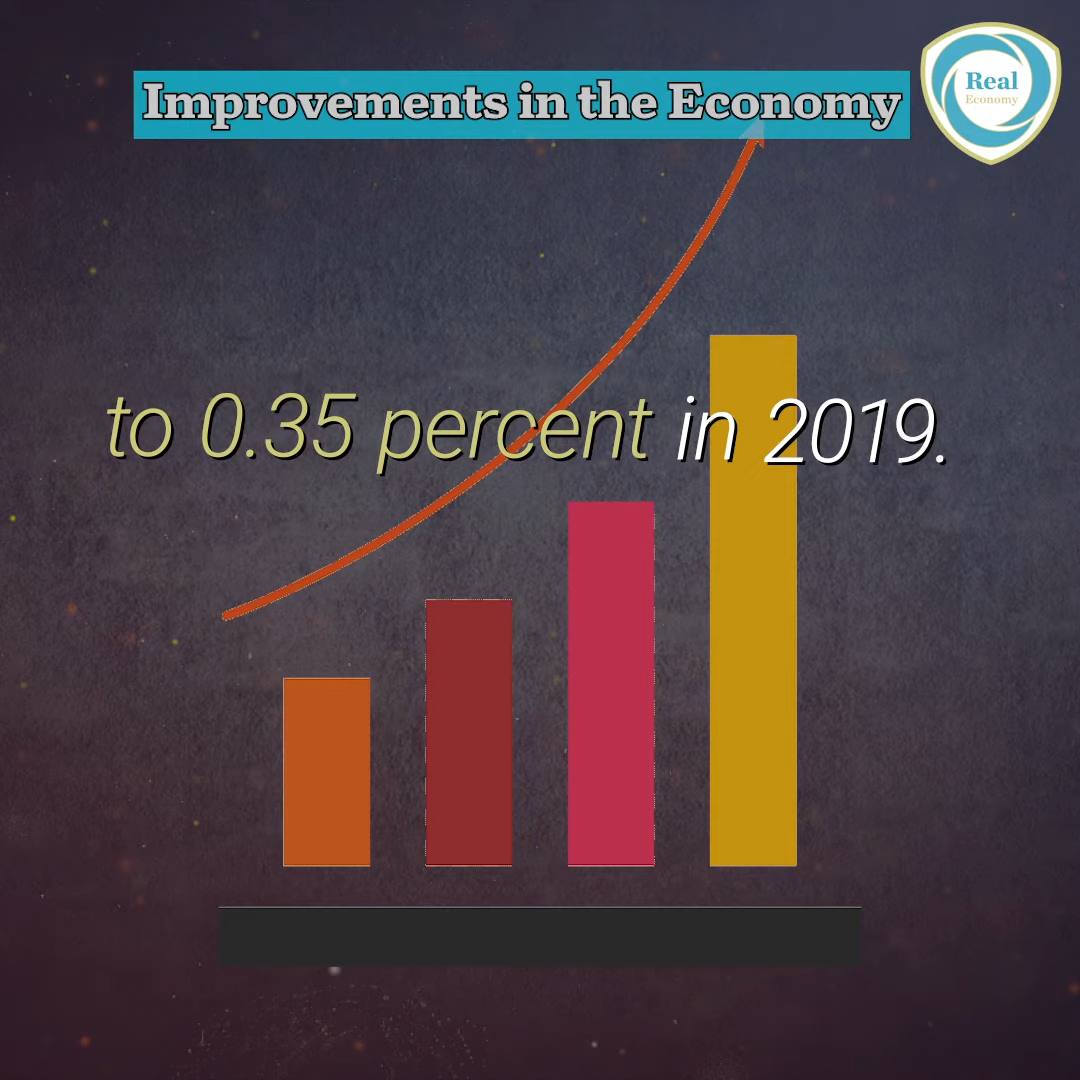 Improvements in the Economy
Real
Economy
to 0.35 percent in 2019.